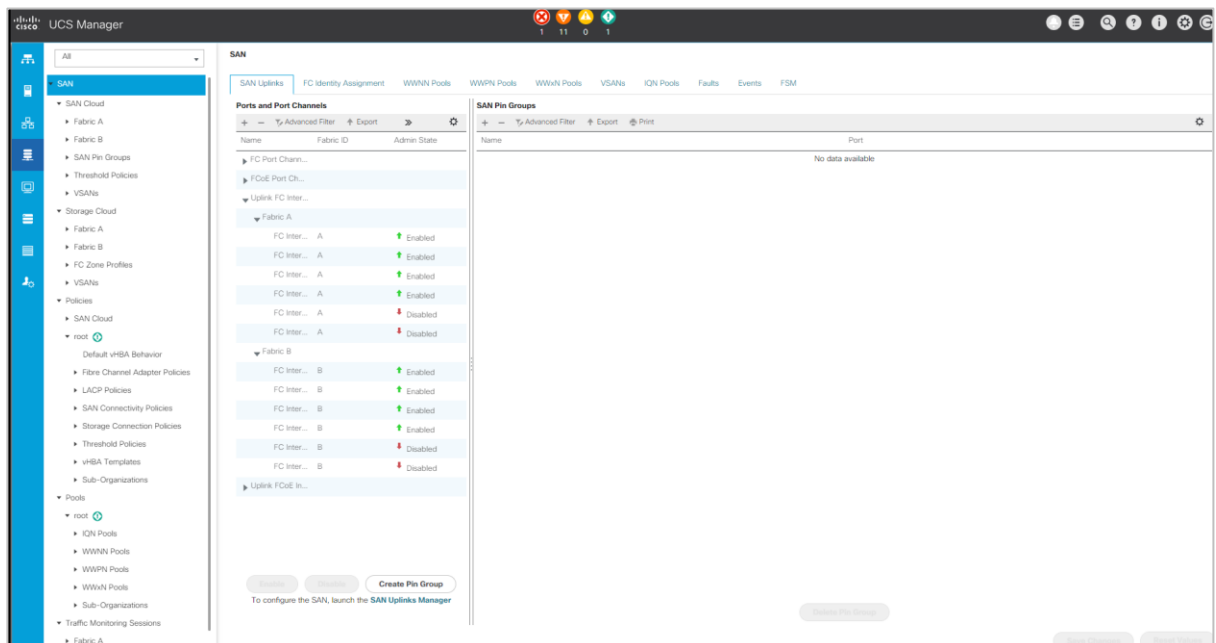 cisco UCS Manager
1 11 0 1
All
SAN
SAN Cloud
Fabric A
Fabric B
SAN Pin Groups
Threshold Policies
VSANs
Storage Cloud
Fabric A
Fabric B
FC Zone Profiles
VSANs
Policies
SAN Cloud
root
Default vHBA Behavior
Fibre Channel Adapter Policies
LACP Policies
SAN Connectivity Policies
Storage Connection Policies
Threshold Policies
vHBA Templates
Sub-Organizations
Pools
root
IQN Pools
WWNN Pools
WWPN Pools
WWxN Pools
Sub-Organizations
Traffic Monitoring Sessions
Fabric A
SAN
SAN Uplinks FC Identity Assignment WWNN Pools WWPN Pools WWxN Pools VSANs IQN Pools Faults Events FSM
Ports and Port Channels
+ − Advanced Filter Export »
Name Fabric ID Admin State
FC Port Chann...
FCoE Port Ch...
Uplink FC Inter...
Fabric A
FC Inter... A Enabled
FC Inter... A Enabled
FC Inter... A Enabled
FC Inter... A Enabled
FC Inter... A Disabled
FC Inter... A Disabled
Fabric B
FC Inter... B Enabled
FC Inter... B Enabled
FC Inter... B Enabled
FC Inter... B Enabled
FC Inter... B Disabled
FC Inter... B Disabled
Uplink FCoE In...
Enable Disable Create Pin Group
To configure the SAN, launch the SAN Uplinks Manager
SAN Pin Groups
+ − Advanced Filter Export Print
Name Port
No data available
Delete Pin Group
Save Changes Reset Values